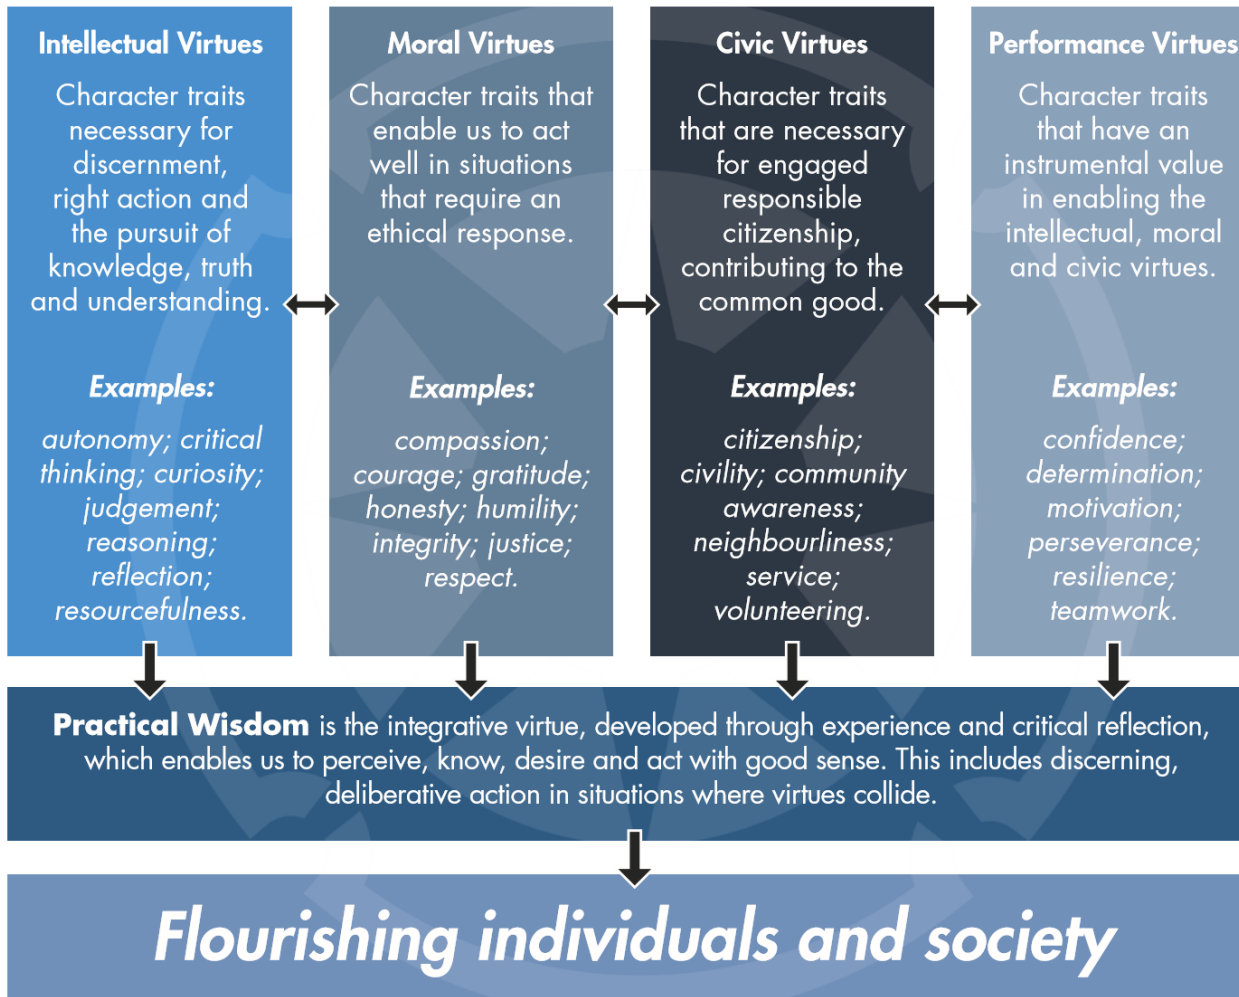 Intellectual Virtues
Character traits
necessary for
discernment,
right action and
the pursuit of
knowledge, truth
and understanding.
Examples:
autonomy; critical
thinking; curiosity;
judgement;
reasoning;
reflection;
resourcefulness.
Moral Virtues
Character traits that
enable us to act
well in situations
that require an
ethical response.
Examples:
compassion;
courage; gratitude;
honesty; humility;
integrity; justice;
respect.
Civic Virtues
Character traits
that are necessary
for engaged
responsible
citizenship,
contributing to the
common good.
Examples:
citizenship;
civility; community
awareness;
neighbourliness;
service;
volunteering.
Performance Virtues
Character traits
that have an
instrumental value
in enabling the
intellectual, moral
and civic virtues.
Examples:
confidence;
determination;
motivation;
perseverance;
resilience;
teamwork.
Practical Wisdom is the integrative virtue, developed through experience and critical reflection,
which enables us to perceive, know, desire and act with good sense. This includes discerning,
deliberative action in situations where virtues collide.
Flourishing individuals and society